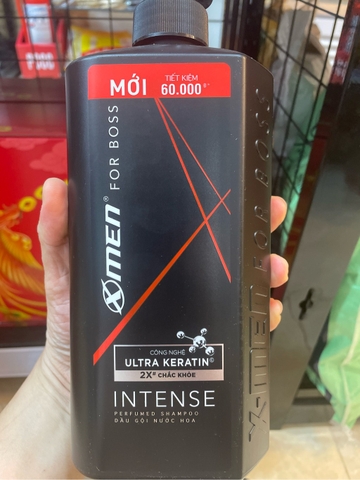 MỚI
TIẾT KIỆM
60.000đ*
X-MEN FOR BOSS
CÔNG NGHỆ
ULTRA KERATIN©
2X# CHẮC KHỎE
INTENSE
PERFUMED SHAMPOO
DẦU GỘI NƯỚC HOA
X-MEN FOR BOSS